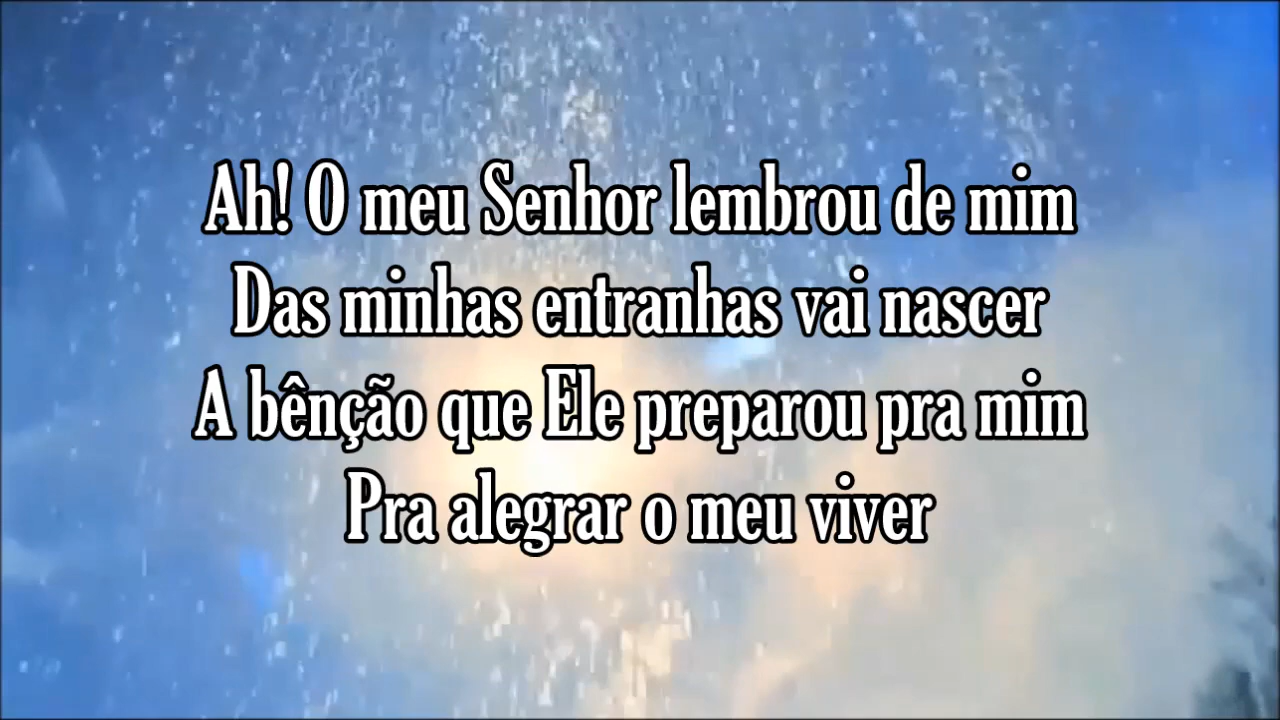 Ah! O meu Senhor lembrou de mim
Das minhas entranhas vai nascer
A bênção que Ele preparou pra mim
Pra alegrar o meu viver